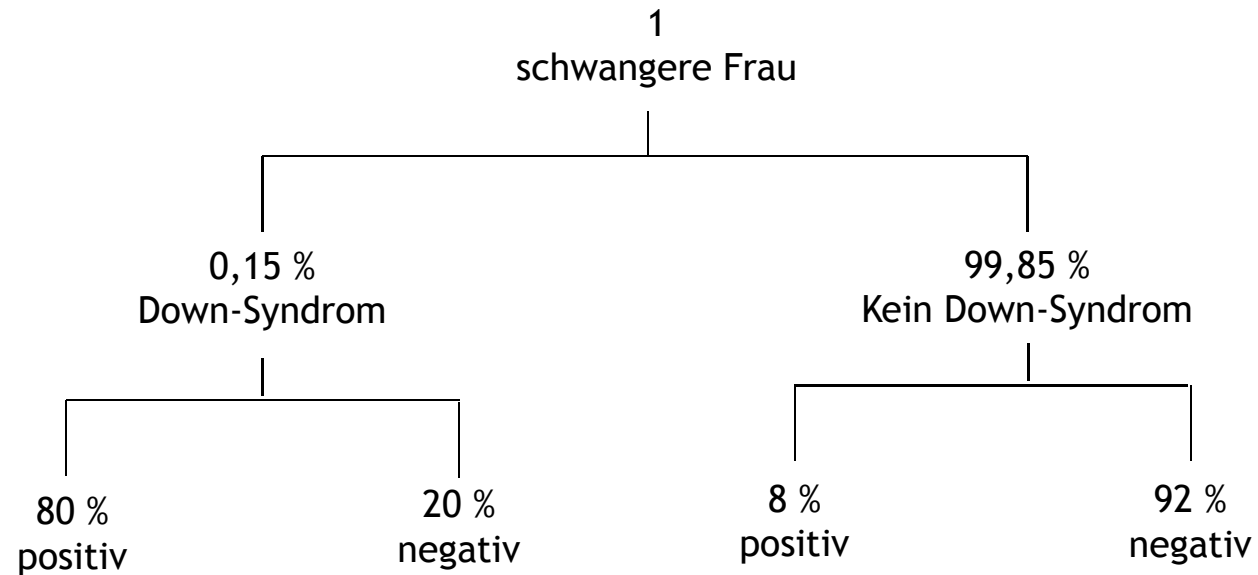 1
schwangere Frau
0,15 %
Down-Syndrom
99,85 %
Kein Down-Syndrom
80 %
positiv
20 %
negativ
8 %
positiv
92 %
negativ